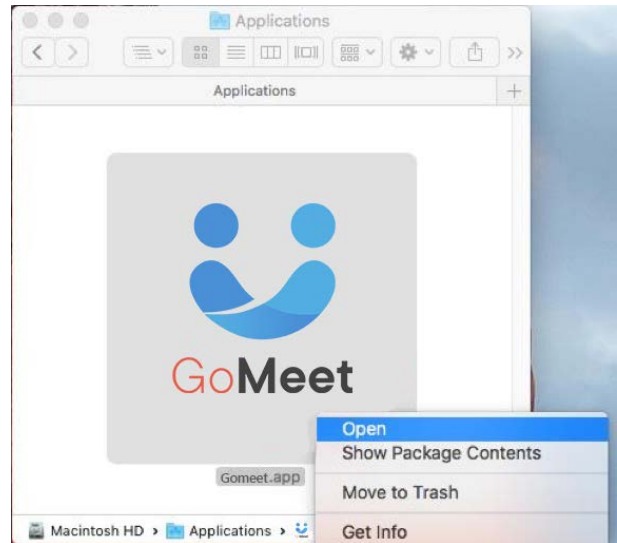 Applications
Applications
GoMeet
Gomeet.app
Open
Show Package Contents
Move to Trash
Get Info
Macintosh HD › Applications ›